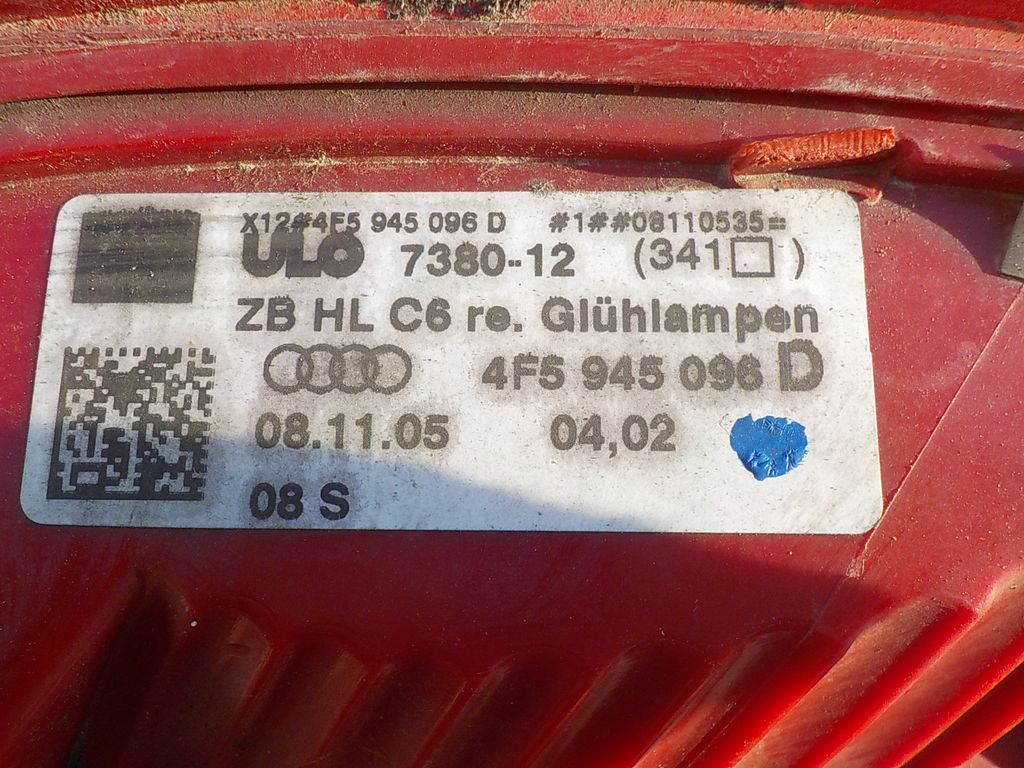 X12#4F5 945 096 D #1##08110535=
ULO 7380-12 (341□)
ZB HL C6 re. Glühlampen
4F5 945 096 D
08.11.05 04,02
08 S